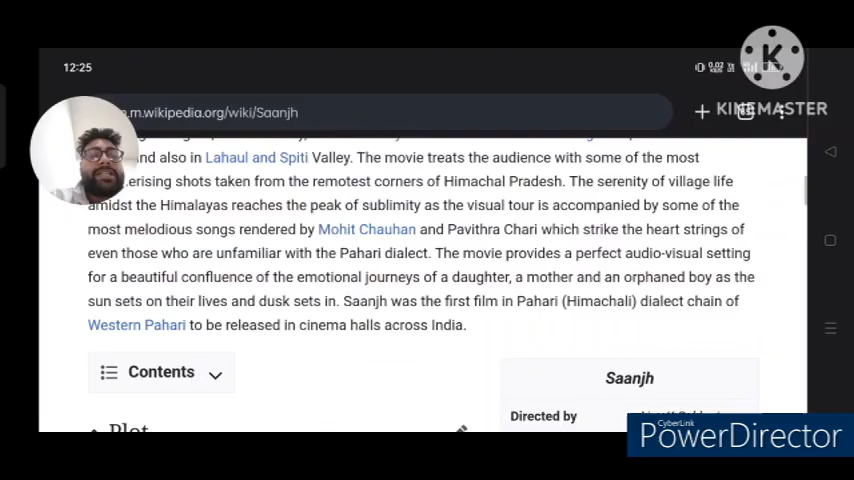 12:25
0.02
KINEMASTER
.m.wikipedia.org/wiki/Saanjh
and also in Lahaul and Spiti Valley. The movie treats the audience with some of the most
erising shots taken from the remotest corners of Himachal Pradesh. The serenity of village life
amidst the Himalayas reaches the peak of sublimity as the visual tour is accompanied by some of the
most melodious songs rendered by Mohit Chauhan and Pavithra Chari which strike the heart strings of
even those who are unfamiliar with the Pahari dialect. The movie provides a perfect audio-visual setting
for a beautiful confluence of the emotional journeys of a daughter, a mother and an orphaned boy as the
sun sets on their lives and dusk sets in. Saanjh was the first film in Pahari (Himachali) dialect chain of
Western Pahari to be released in cinema halls across India.
Contents
Saanjh
Directed by
Plot
CyberLink
PowerDirector